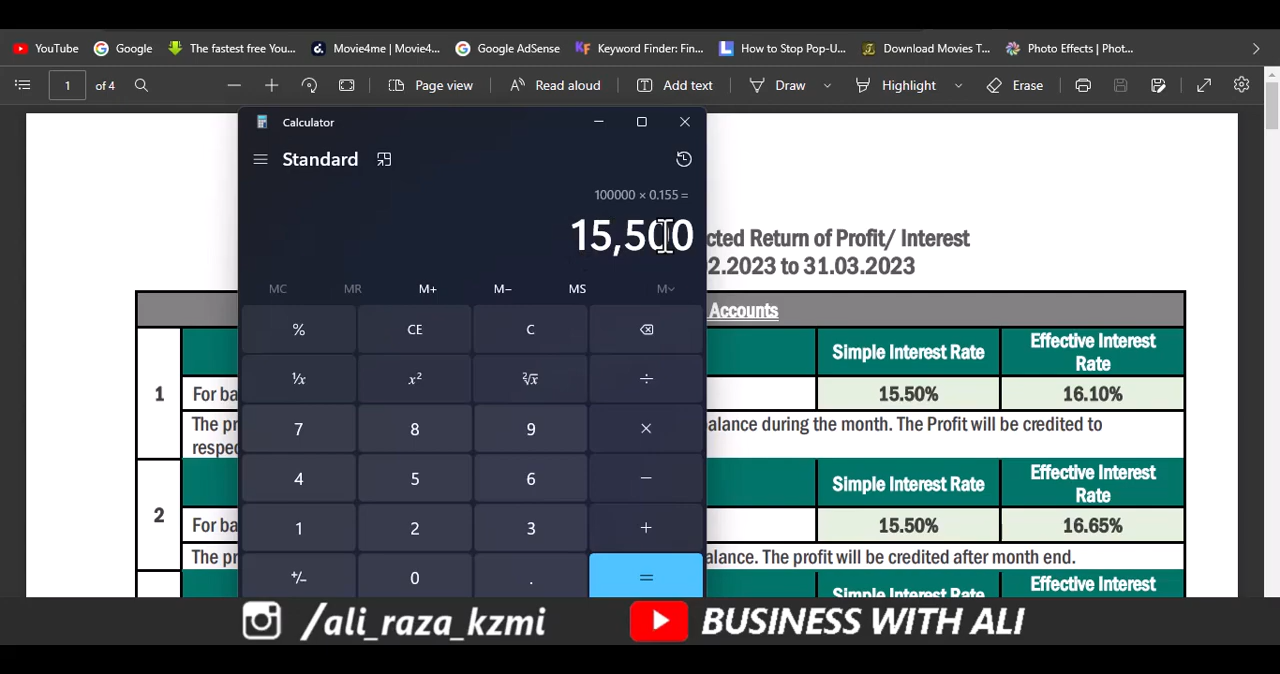 YouTube Google The fastest free You... Movie4me | Movie4... Google AdSense KF Keyword Finder: Fin... L How to Stop Pop-U... Download Movies T... Photo Effects | Phot...
1 of 4 Page view Read aloud Add text Draw Highlight Erase
Calculator
Standard
100000 × 0.155 =
15,500
cted Return of Profit/ Interest
2.2023 to 31.03.2023
MC MR M+ M− MS M
Accounts
% CE C
Simple Interest Rate Effective Interest Rate
1/x x² ²√x ÷
1 For ba 15.50% 16.10%
The pr alance during the month. The Profit will be credited to
respec
7 8 9 ×
4 5 6 −
Simple Interest Rate Effective Interest Rate
2 For ba 15.50% 16.65%
1 2 3 +
The pr alance. The profit will be credited after month end.
+/− 0 . =
Simple Interest Rate Effective Interest
/ali_raza_kzmi BUSINESS WITH ALI